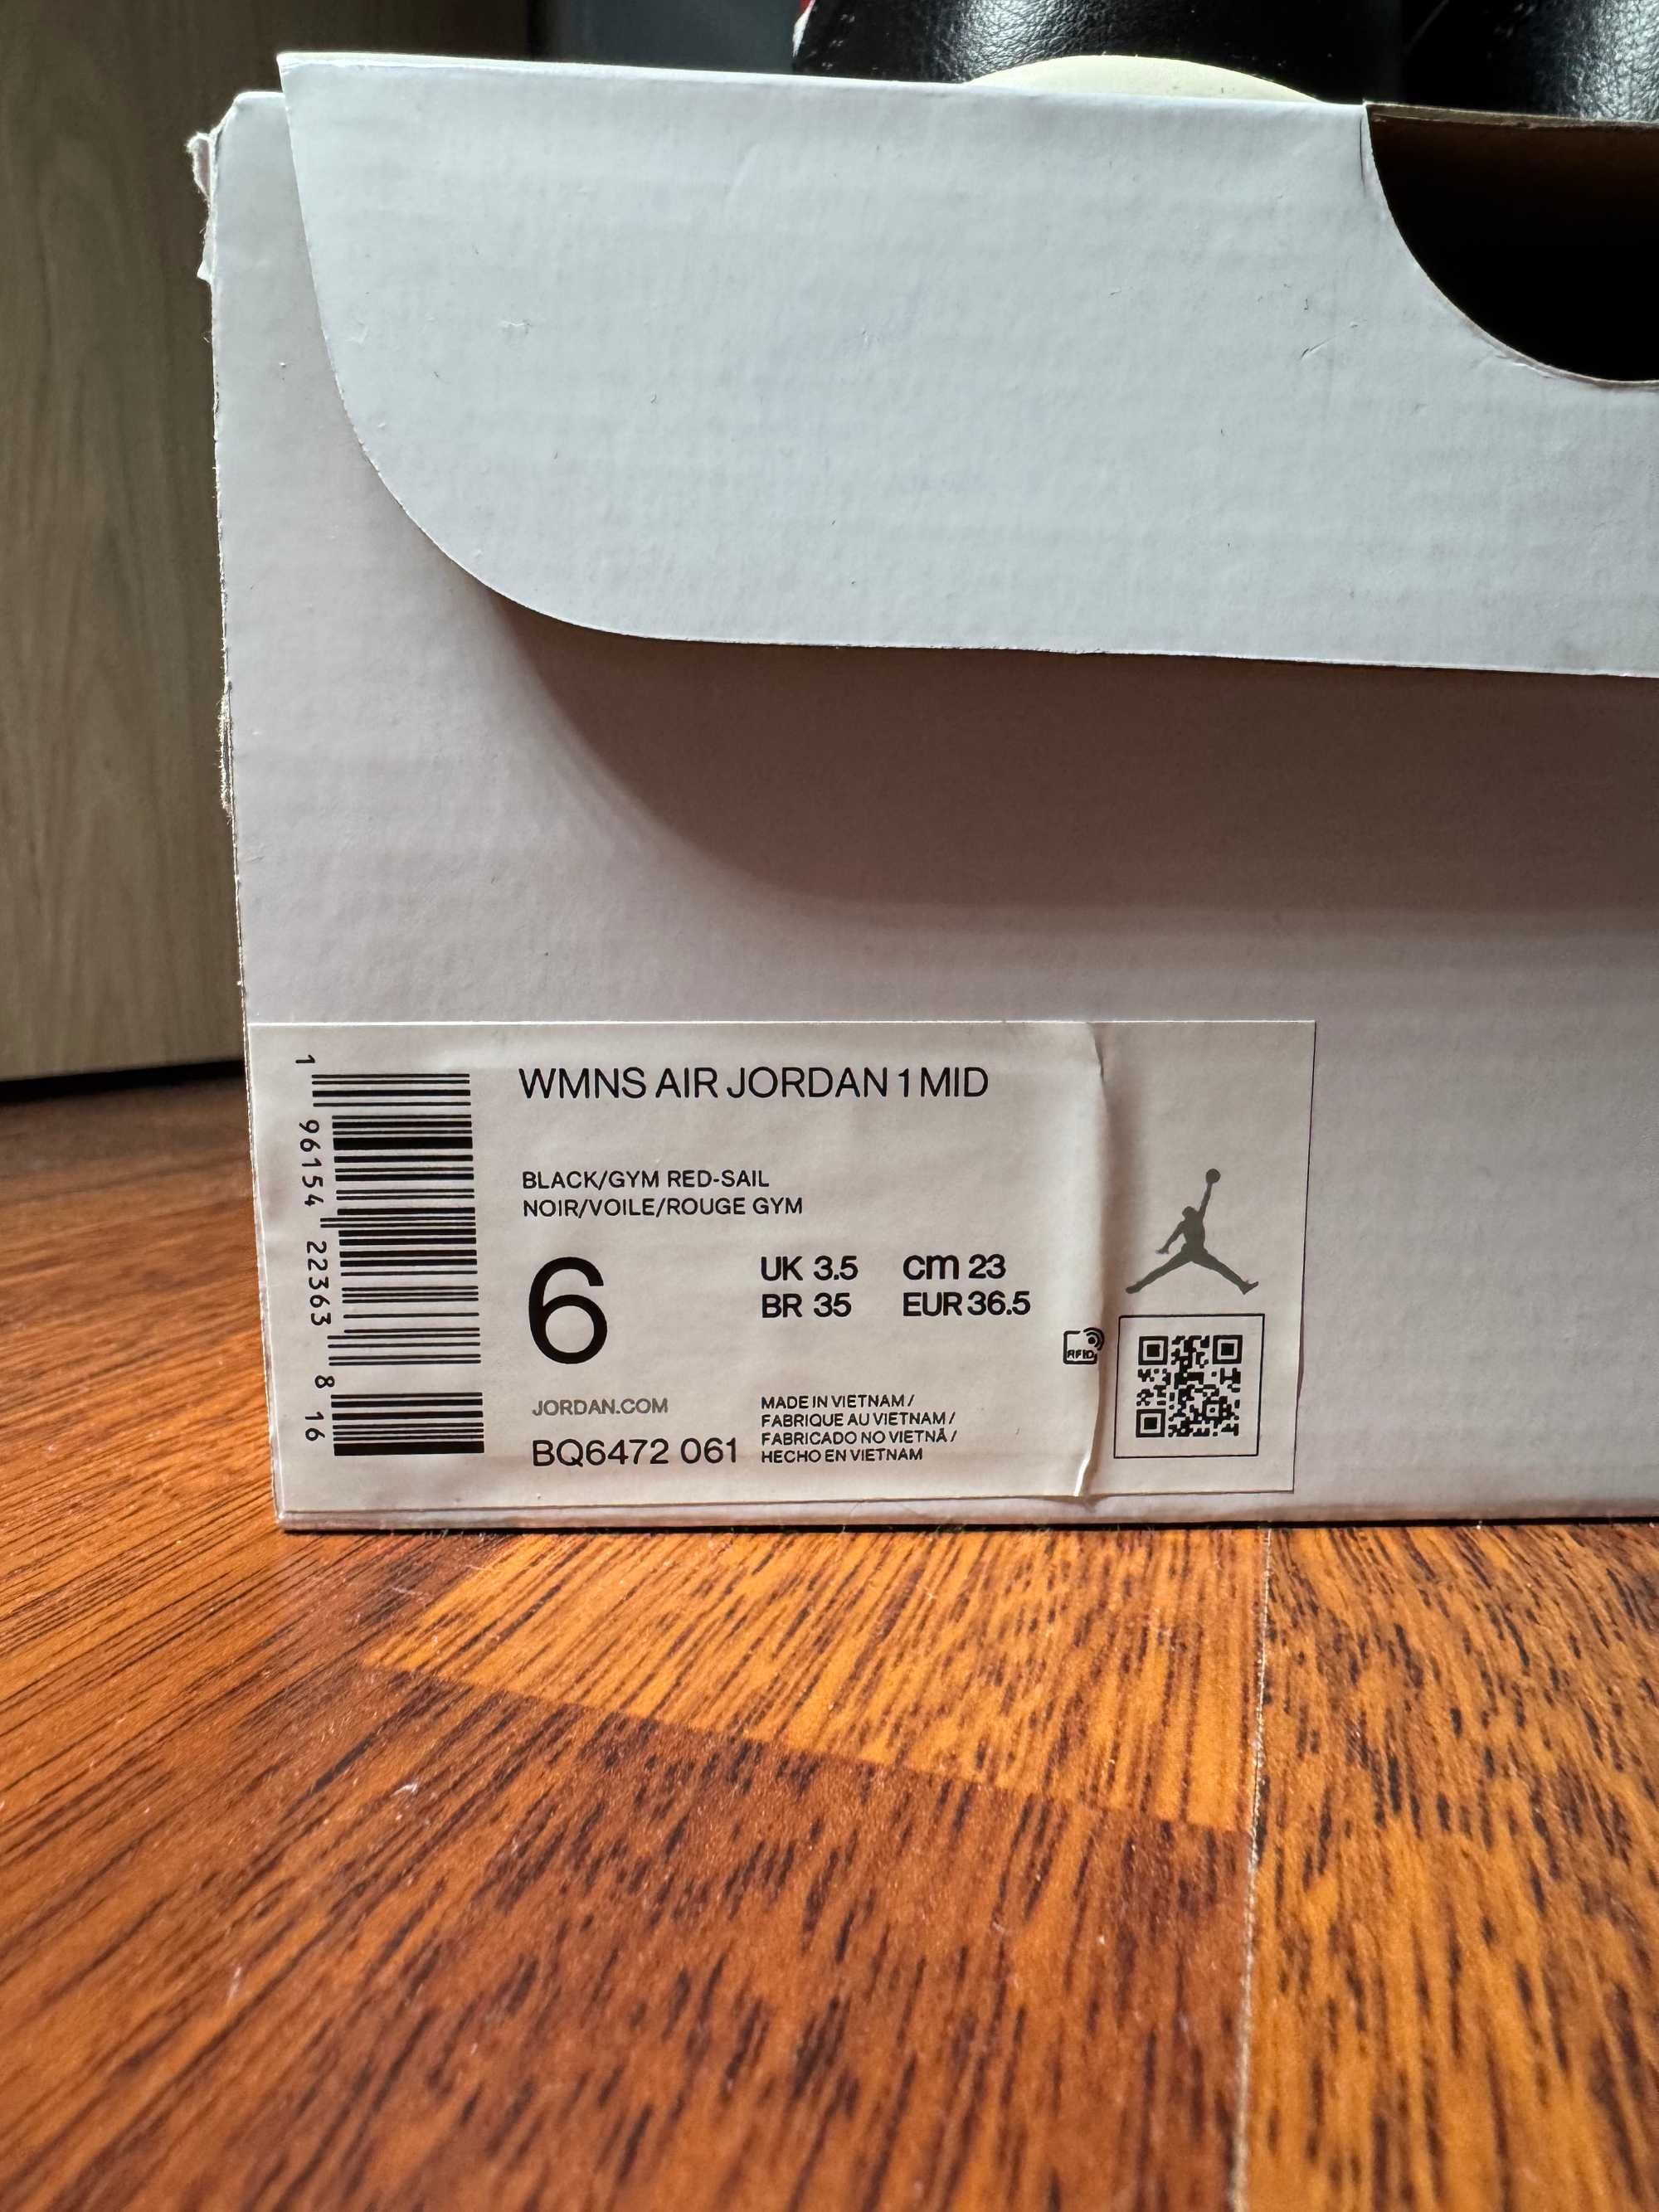 WMNS AIR JORDAN 1 MID
BLACK/GYM RED-SAIL
NOIR/VOILE/ROUGE GYM
6
UK 3.5 cm 23
BR 35 EUR 36.5
RFID
JORDAN.COM
BQ6472 061
MADE IN VIETNAM /
FABRIQUE AU VIETNAM /
FABRICADO NO VIETNÃ /
HECHO EN VIETNAM
1 96154 22363 8 16